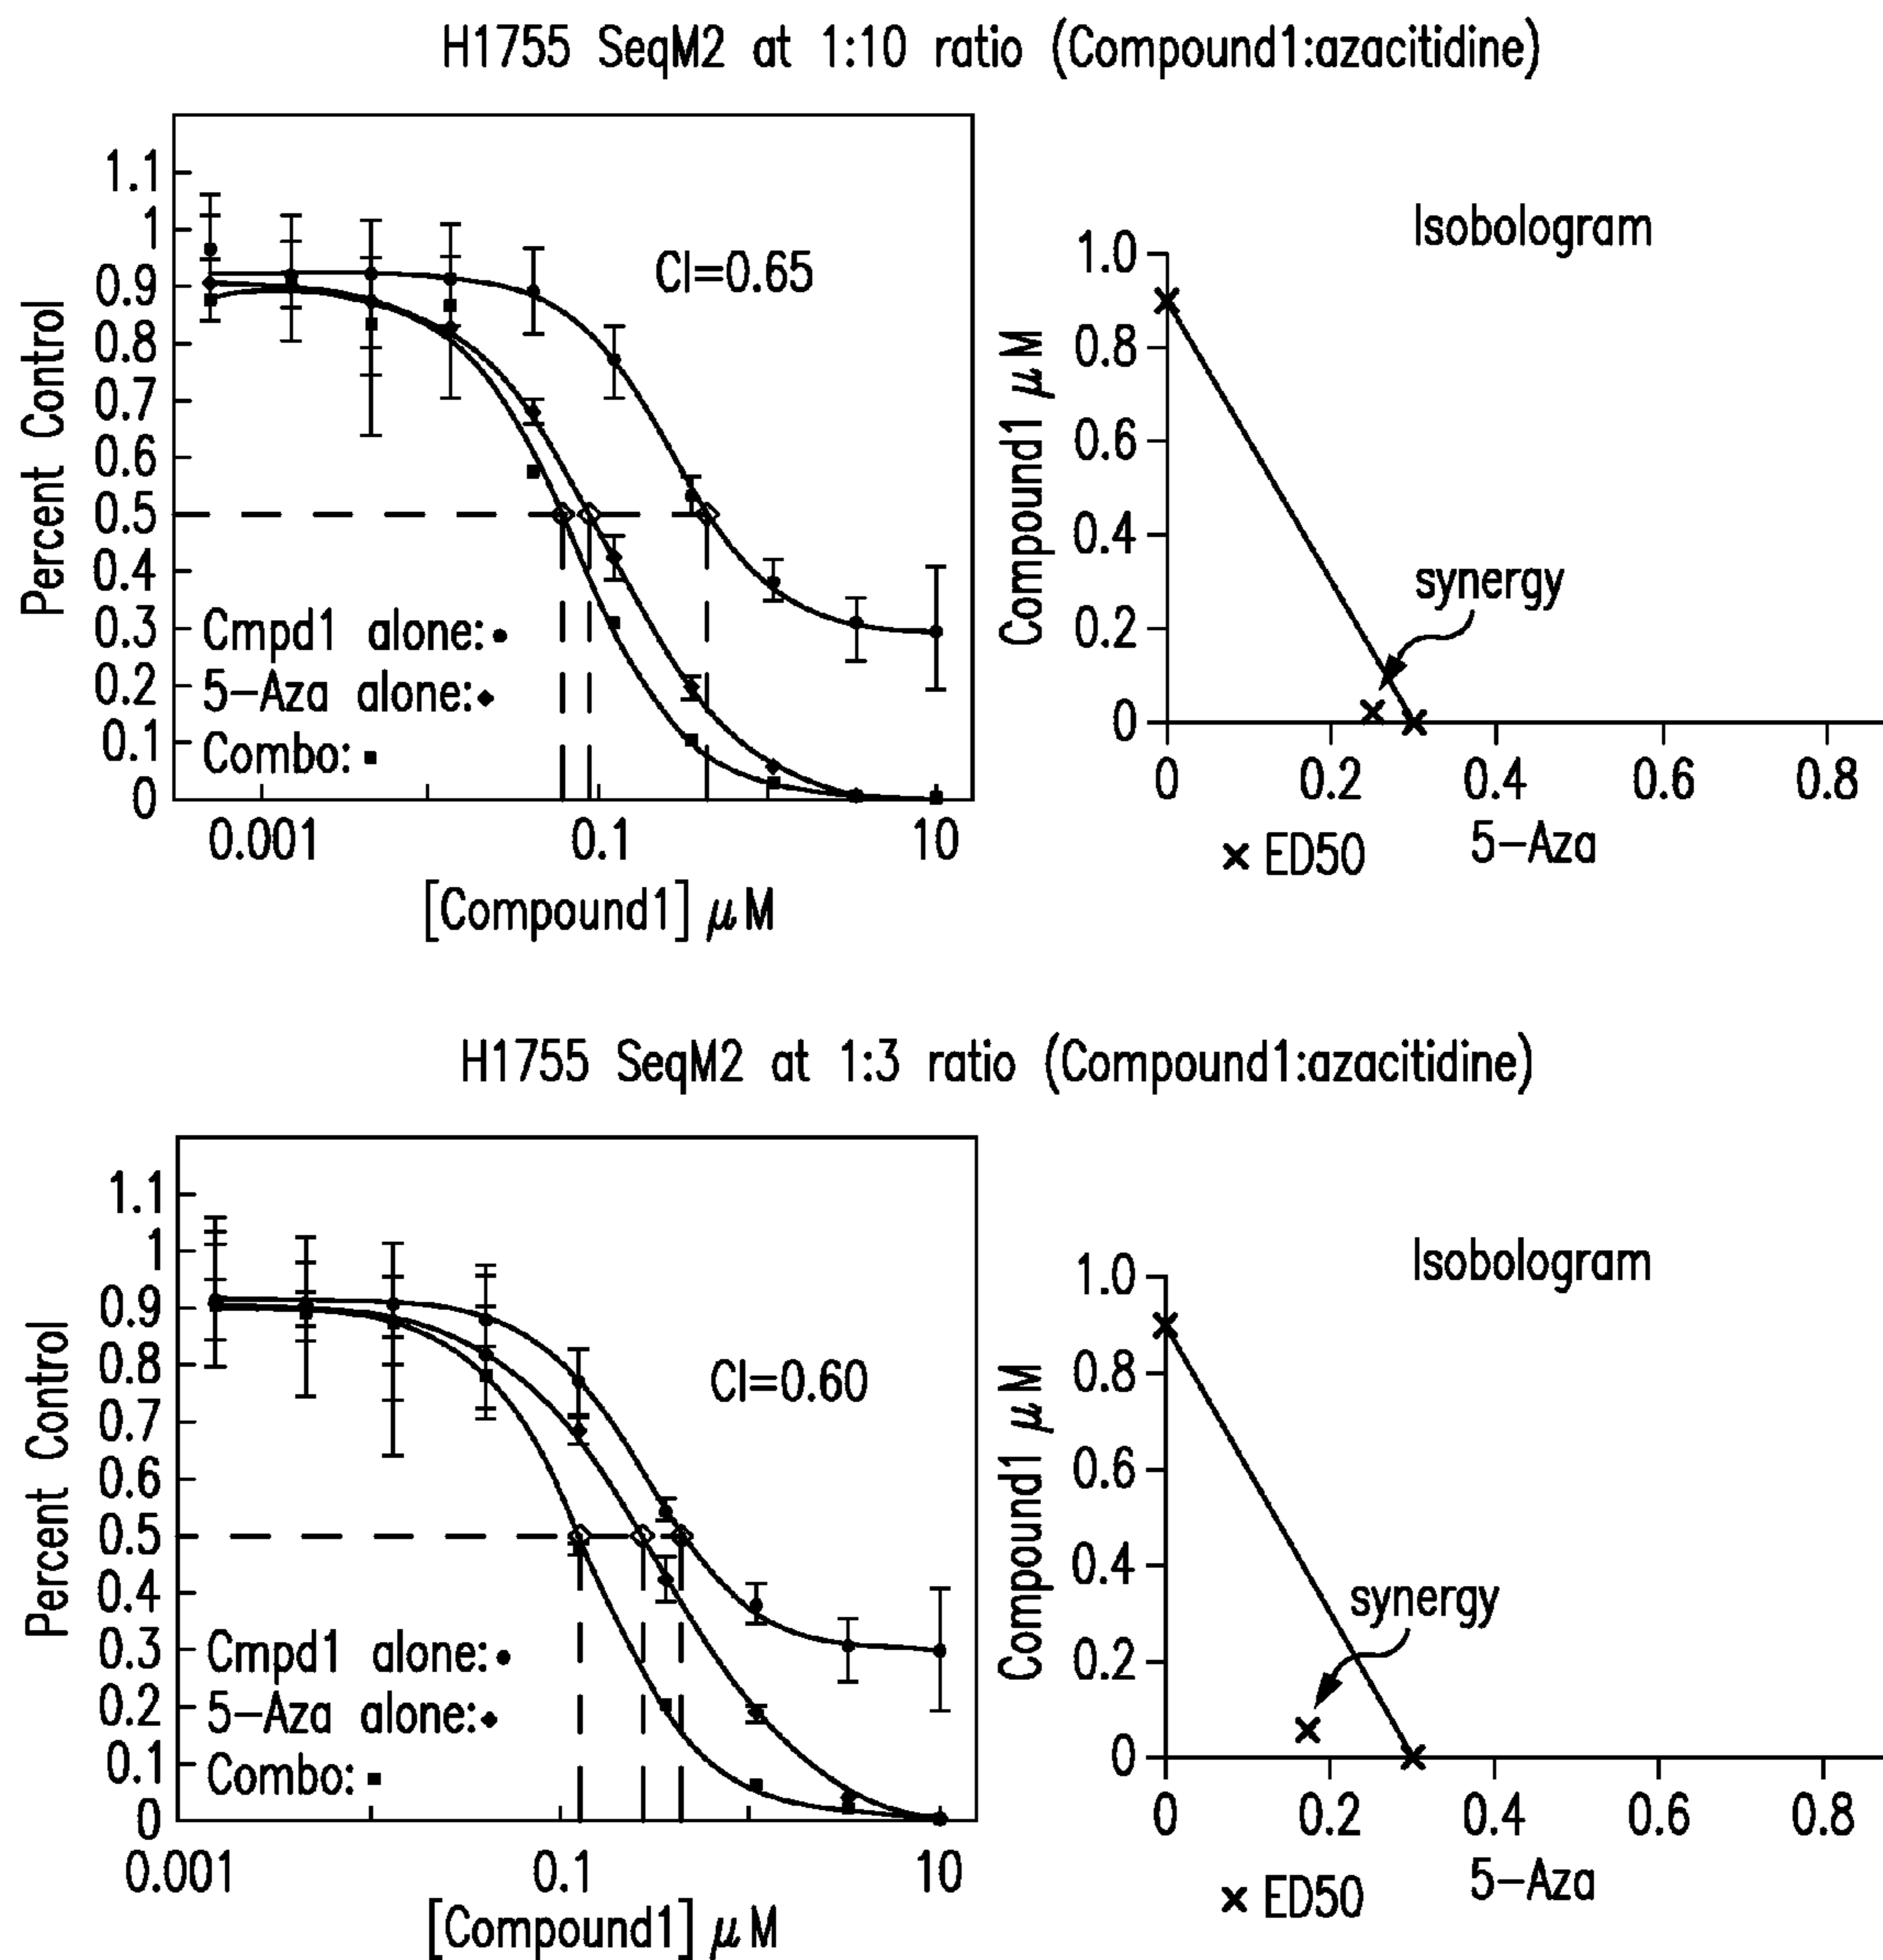 H1755 SeqM2 at 1:10 ratio (Compound1:azacitidine)
Percent Control
1.1
1
0.9
0.8
0.7
0.6
0.5
0.4
0.3
0.2
0.1
0
CI=0.65
Cmpd1 alone:
5-Aza alone:
Combo:
0.001
0.1
10
[Compound1] μM
Isobologram
Compound1 μM
1.0
0.8
0.6
0.4
0.2
0
synergy
0
0.2
0.4
0.6
0.8
× ED50
5-Aza
H1755 SeqM2 at 1:3 ratio (Compound1:azacitidine)
Percent Control
1.1
1
0.9
0.8
0.7
0.6
0.5
0.4
0.3
0.2
0.1
0
CI=0.60
Cmpd1 alone:
5-Aza alone:
Combo:
0.001
0.1
10
[Compound1] μM
Isobologram
Compound1 μM
1.0
0.8
0.6
0.4
0.2
0
synergy
0
0.2
0.4
0.6
0.8
× ED50
5-Aza